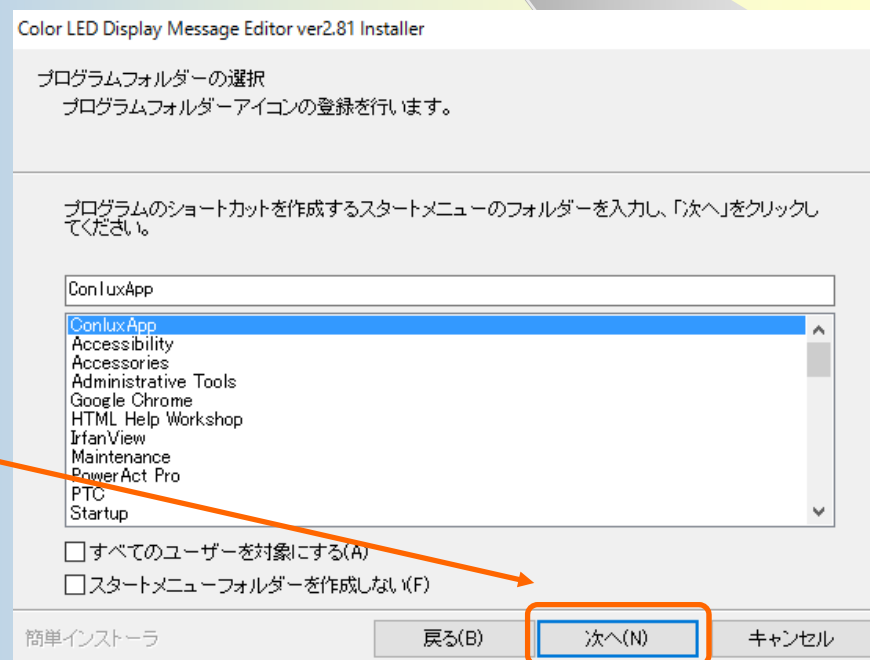 Color LED Display Message Editor ver2.81 Installer
プログラムフォルダーの選択
プログラムフォルダーアイコンの登録を行います。
プログラムのショートカットを作成するスタートメニューのフォルダーを入力し、「次へ」をクリックし
てください。
ConluxApp
ConluxApp
Accessibility
Accessories
Administrative Tools
Google Chrome
HTML Help Workshop
IrfanView
Maintenance
PowerAct Pro
PTC
Startup
すべてのユーザーを対象にする(A)
スタートメニューフォルダーを作成しない(F)
簡単インストーラ
戻る(B)
次へ(N)
キャンセル